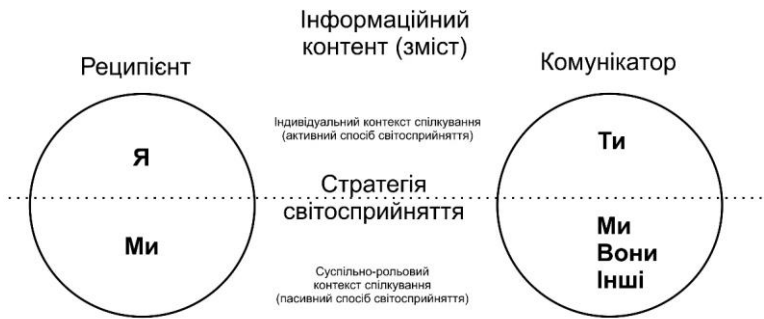 Інформаційний
контент (зміст)
Реципієнт
Комунікатор
Індивідуальний контекст спілкування
(активний спосіб світосприйняття)
Я
Ти
Стратегія
світосприйняття
Ми
Ми
Вони
Інші
Суспільно-рольовий
контекст спілкування
(пасивний спосіб світосприйняття)